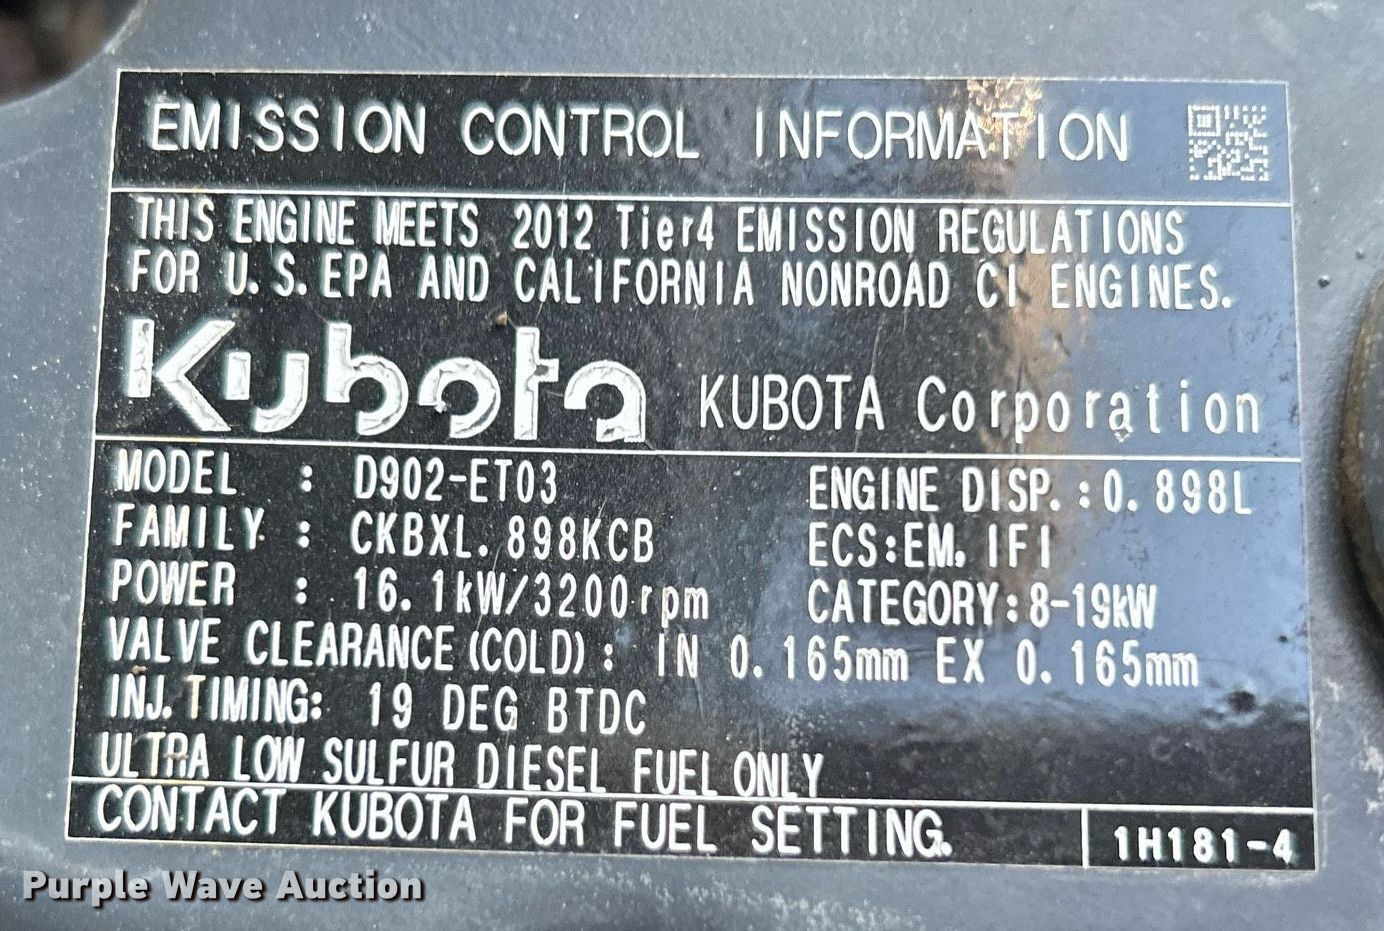 EMISSION CONTROL INFORMATION
THIS ENGINE MEETS 2012 Tier4 EMISSION REGULATIONS
FOR U.S.EPA AND CALIFORNIA NONROAD CI ENGINES.
Kubota KUBOTA Corporation
MODEL : D902-ET03 ENGINE DISP.:0.898L
FAMILY : CKBXL.898KCB ECS:EM, IFI
POWER : 16.1kW/3200rpm CATEGORY:8-19kW
VALVE CLEARANCE(COLD): IN 0.165mm EX 0.165mm
INJ.TIMING: 19 DEG BTDC
ULTRA LOW SULFUR DIESEL FUEL ONLY
CONTACT KUBOTA FOR FUEL SETTING. 1H181-4
Purple Wave Auction